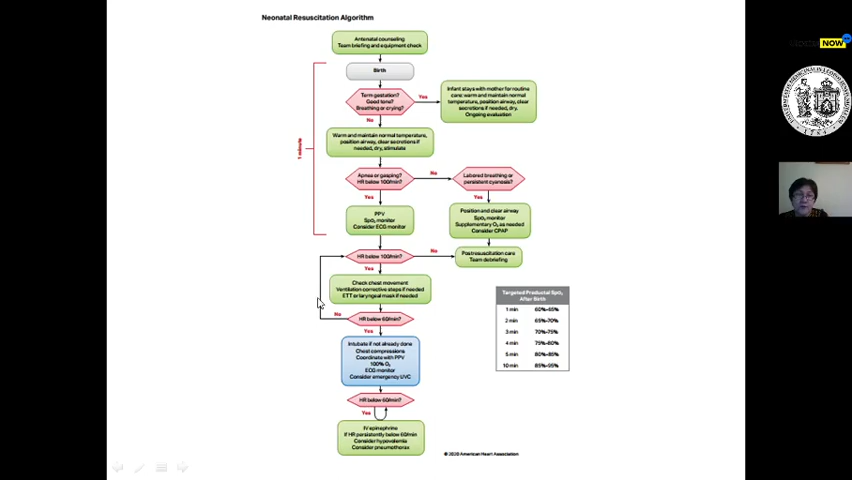 Neonatal Resuscitation Algorithm
Antenatal counseling
Team briefing and equipment check
Birth
Term gestation?
Good tone?
Breathing or crying?
Yes
Infant stays with mother for routine
care: warm and maintain normal
temperature, position airway, clear
secretions if needed, dry.
Ongoing evaluation
No
1 minute
Warm and maintain normal temperature,
position airway, clear secretions if
needed, dry, stimulate
Apnea or gasping?
HR below 100/min?
No
Labored breathing or
persistent cyanosis?
Yes
Yes
PPV
SpO₂ monitor
Consider ECG monitor
Position and clear airway
SpO₂ monitor
Supplementary O₂ as needed
Consider CPAP
HR below 100/min?
No
Postresuscitation care
Team debriefing
Yes
Check chest movement
Ventilation corrective steps if needed
ETT or laryngeal mask if needed
No
HR below 60/min?
Yes
Intubate if not already done
Chest compressions
Coordinate with PPV
100% O₂
ECG monitor
Consider emergency UVC
HR below 60/min?
Yes
IV epinephrine
If HR persistently below 60/min
Consider hypovolemia
Consider pneumothorax
Targeted Preductal SpO₂
After Birth
1 min 60%-65%
2 min 65%-70%
3 min 70%-75%
4 min 75%-80%
5 min 80%-85%
10 min 85%-95%
© 2020 American Heart Association
NOW